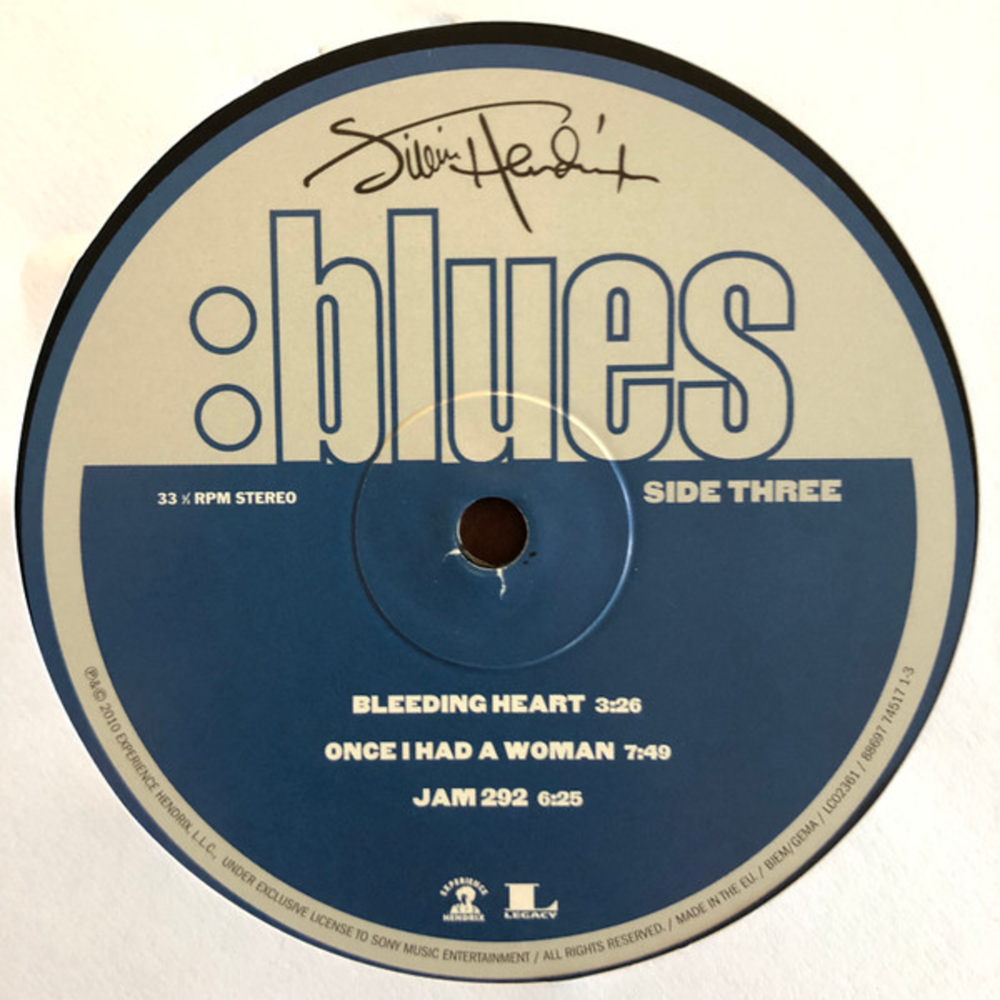 Jimi Hendrix
:blues
33 ⅓ RPM STEREO
SIDE THREE
BLEEDING HEART 3:26
ONCE I HAD A WOMAN 7:49
JAM 292 6:25
EXPERIENCE
HENDRIX
L
LEGACY
℗ & © 2010 EXPERIENCE HENDRIX, L.L.C., UNDER EXCLUSIVE LICENSE TO SONY MUSIC ENTERTAINMENT / ALL RIGHTS RESERVED. / MADE IN THE EU. / BIEM/GEMA / LC02361 / 88697 74517 1-3